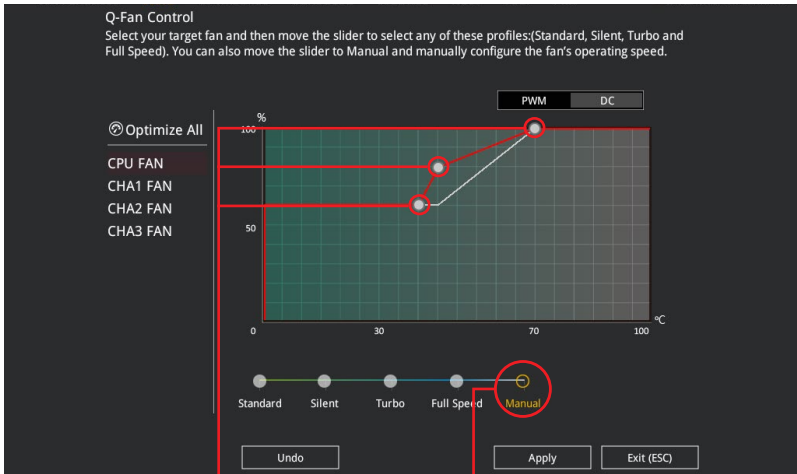 Q-Fan Control
Select your target fan and then move the slider to select any of these profiles:(Standard, Silent, Turbo and
Full Speed). You can also move the slider to Manual and manually configure the fan's operating speed.
PWM DC
Optimize All
%
100
CPU FAN
CHA1 FAN
CHA2 FAN
CHA3 FAN
50
ºC
0 30 70 100
Standard Silent Turbo Full Speed Manual
Undo Apply Exit (ESC)